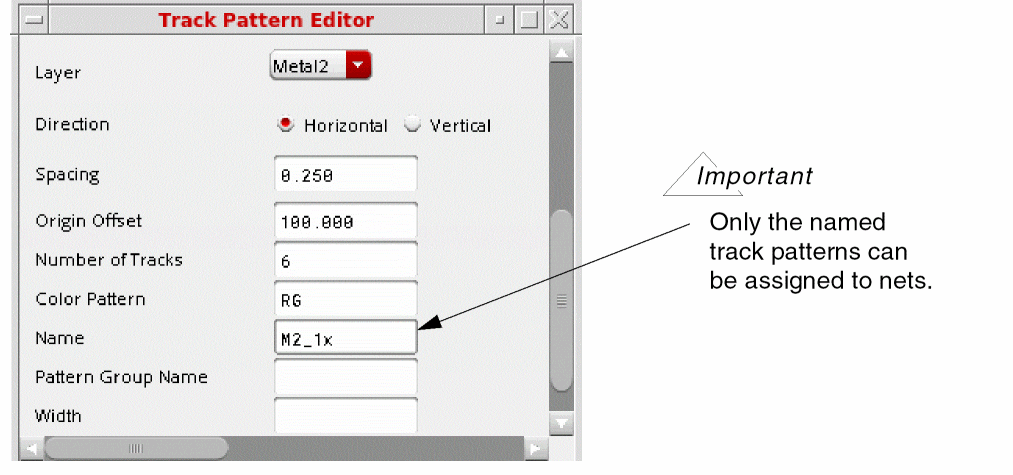 Track Pattern Editor
Layer Metal2
Direction Horizontal Vertical
Spacing 0.250
Origin Offset 100.000
Number of Tracks 6
Color Pattern RG
Name M2_1x
Pattern Group Name
Width
Important
Only the named
track patterns can
be assigned to nets.